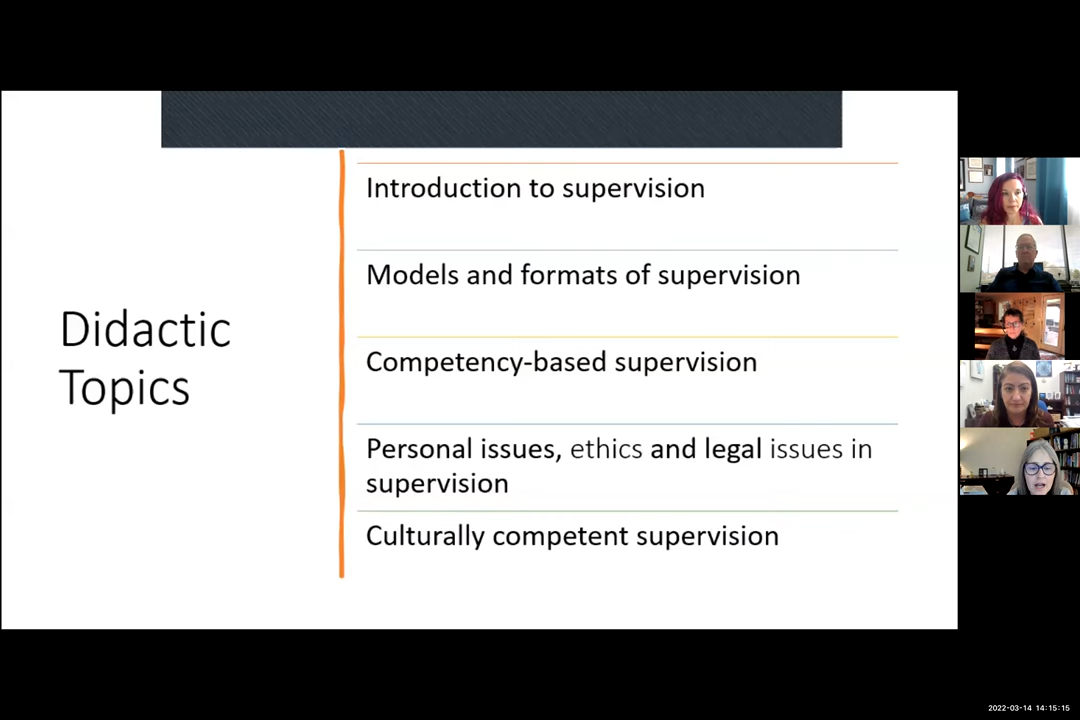 Didactic
Topics
Introduction to supervision
Models and formats of supervision
Competency-based supervision
Personal issues, ethics and legal issues in
supervision
Culturally competent supervision
2022-03-14 14:15:15